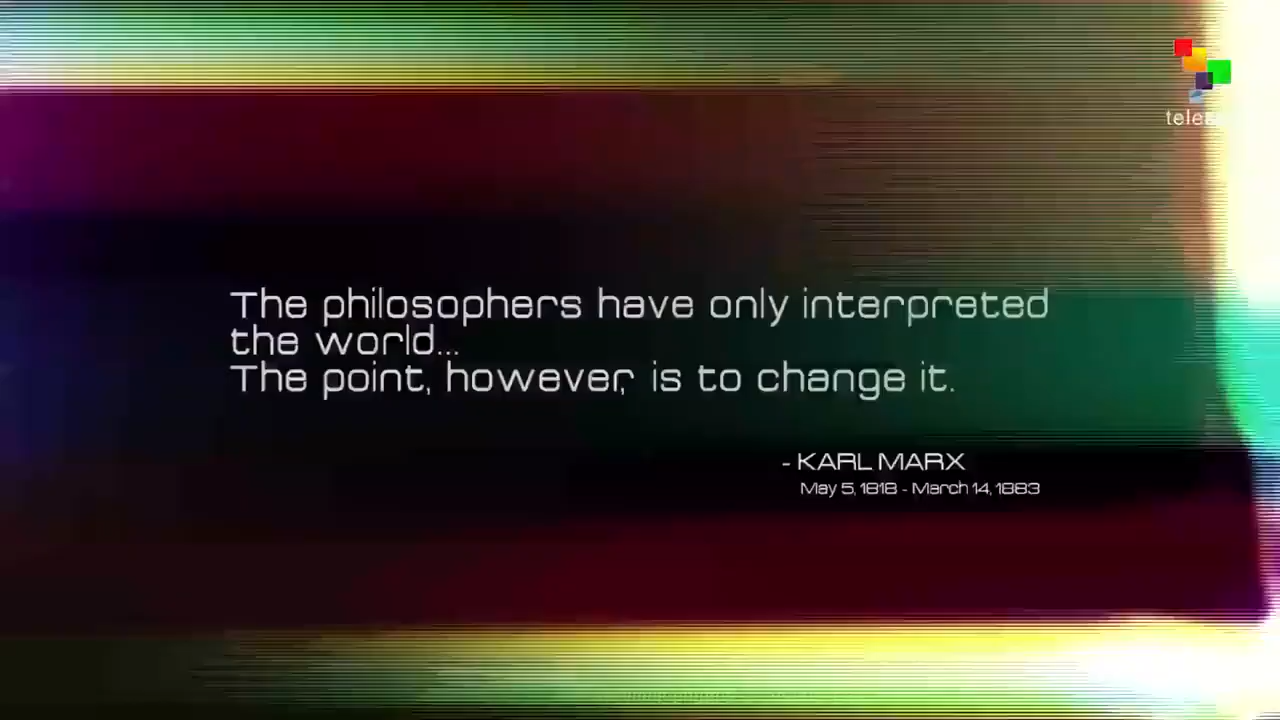 tele
The philosophers have only interpreted
the world...
The point, however, is to change it.
- KARL MARX
May 5, 1818 - March 14, 1883